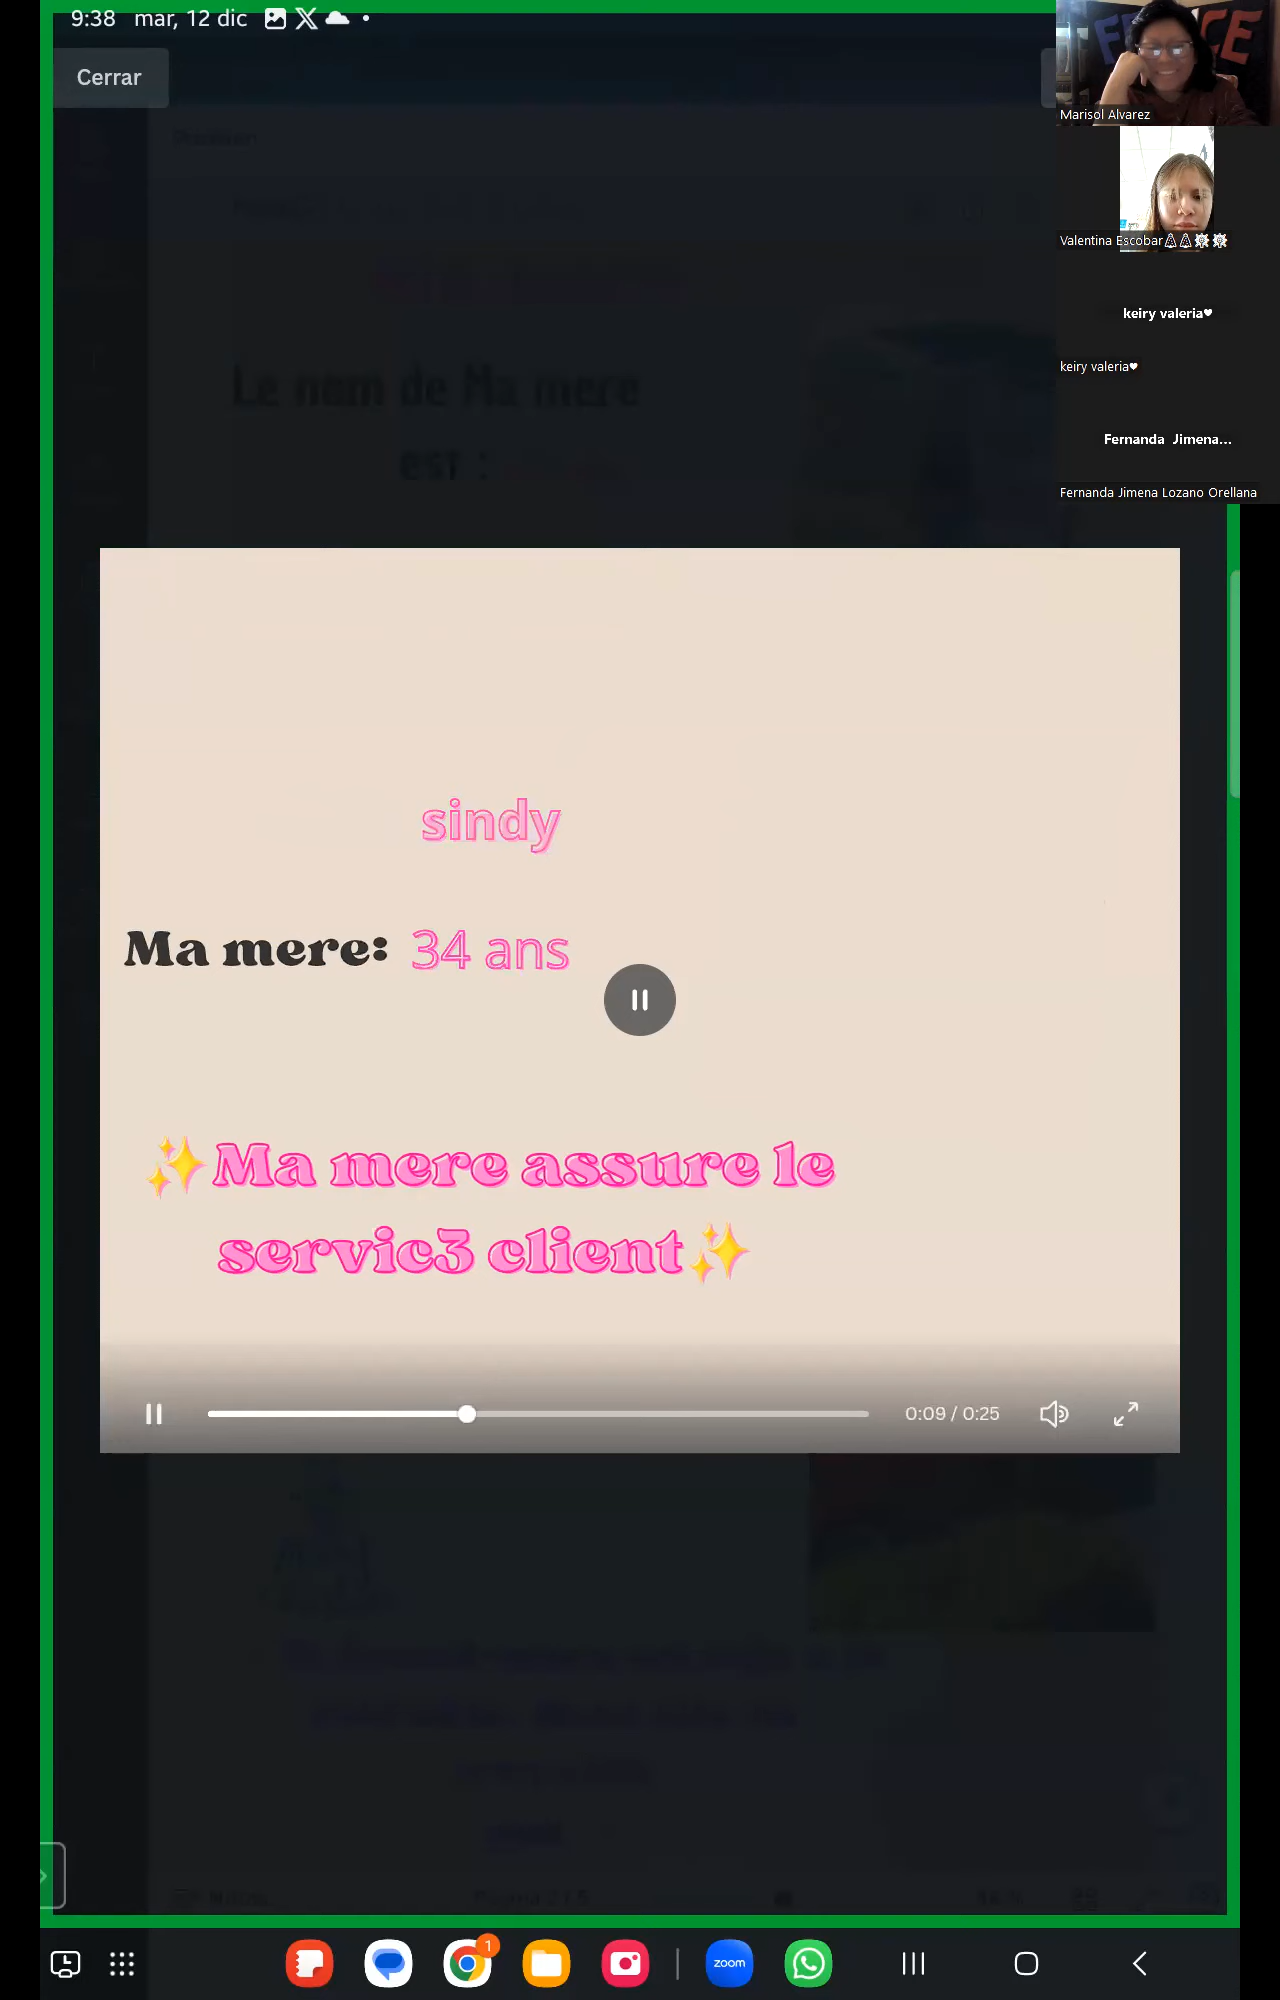 9:38 mar, 12 dic
Cerrar
Marisol Alvarez
Valentina Escobar
keiry valeria♥
keiry valeria♥
Fernanda Jimena...
Fernanda Jimena Lozano Orellana
Le nom de Ma mere
est :
sindy
Ma mere: 34 ans
✨Ma mere assure le
servic3 client✨
0:09 / 0:25
1
zoom